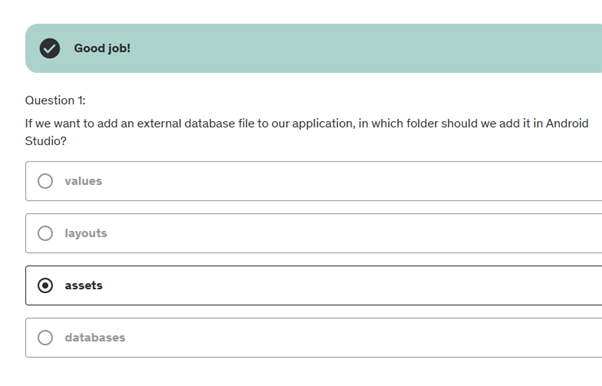 Good job!
Question 1:
If we want to add an external database file to our application, in which folder should we add it in Android
Studio?
values
layouts
assets
databases